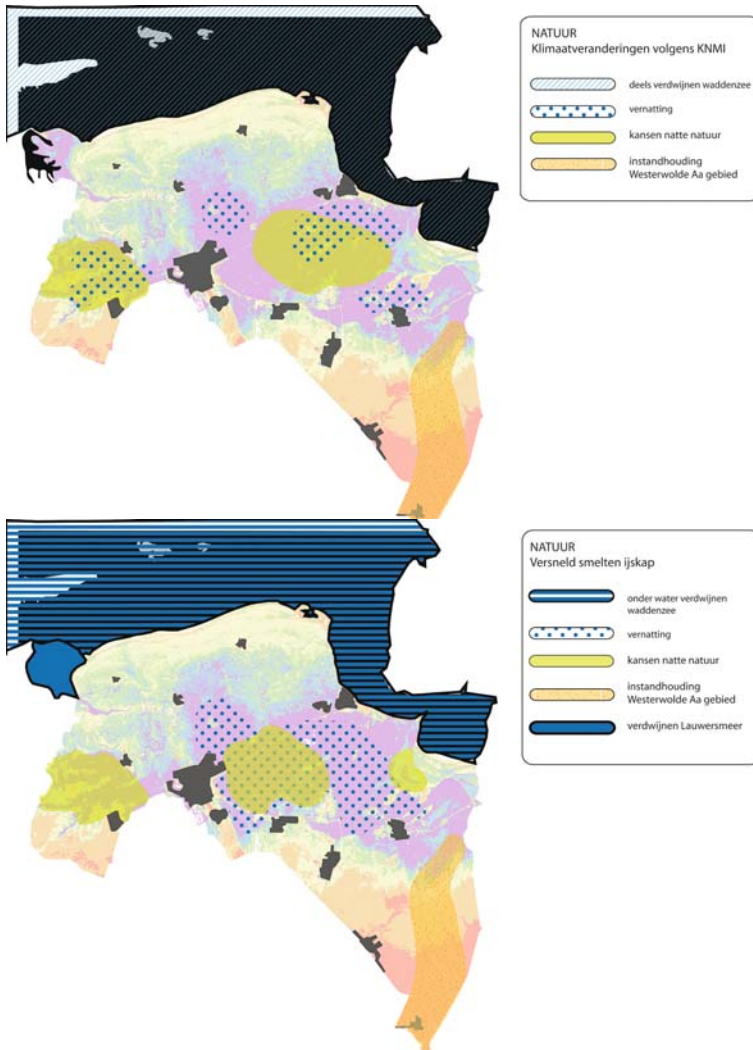 NATUUR
Klimaatveranderingen volgens KNMI
deels verdwijnen waddenzee
vernatting
kansen natte natuur
instandhouding
Westerwolde Aa gebied
NATUUR
Versneld smelten ijskap
onder water verdwijnen
waddenzee
vernatting
kansen natte natuur
instandhouding
Westerwolde Aa gebied
verdwijnen Lauwersmeer